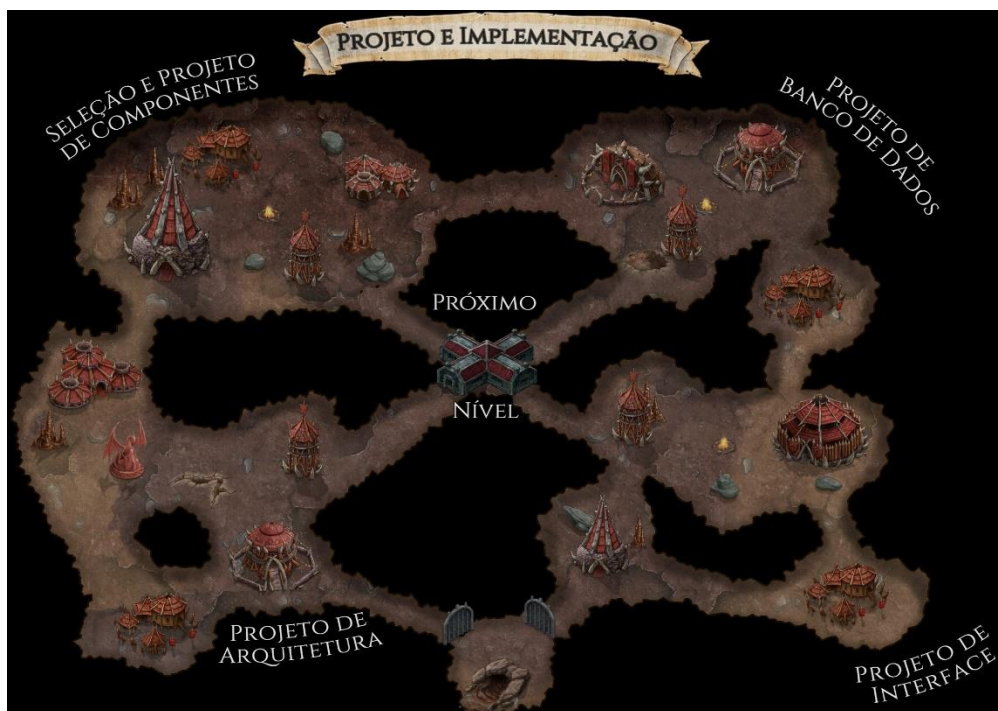 PROJETO E IMPLEMENTAÇÃO
SELEÇÃO E PROJETO
DE COMPONENTES
PROJETO DE
BANCO DE DADOS
PRÓXIMO
NÍVEL
PROJETO DE
ARQUITETURA
PROJETO DE
INTERFACE